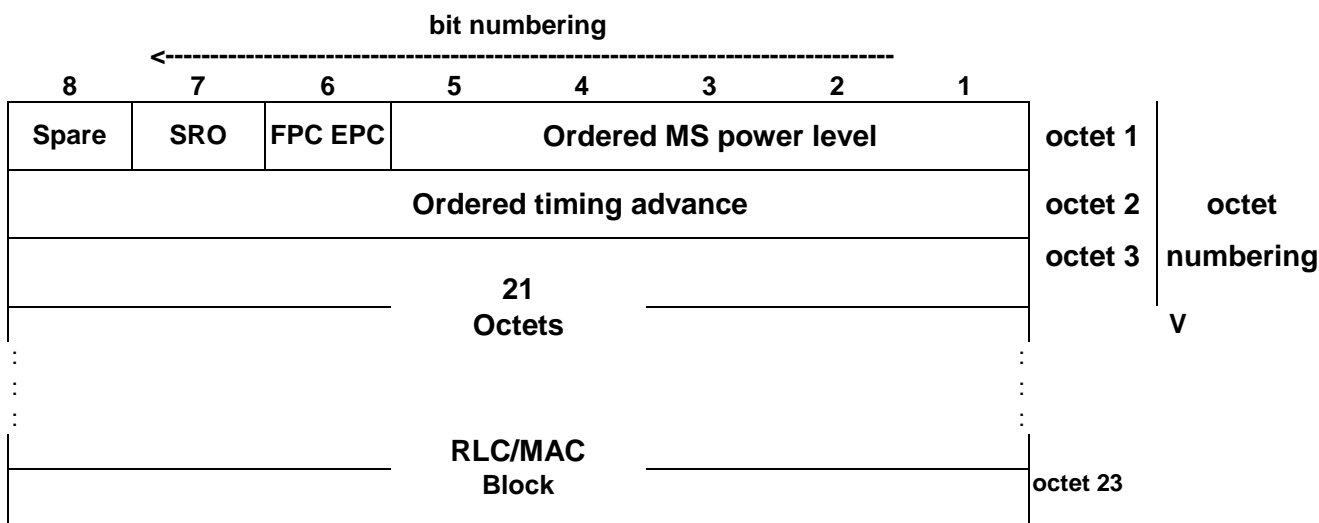 bit numbering
<--------------------------------------------------------------------------------
8 7 6 5 4 3 2 1
Spare SRO FPC EPC Ordered MS power level octet 1
Ordered timing advance octet 2 octet
octet 3 numbering
21
Octets V
: :
: :
: :
RLC/MAC
Block octet 23